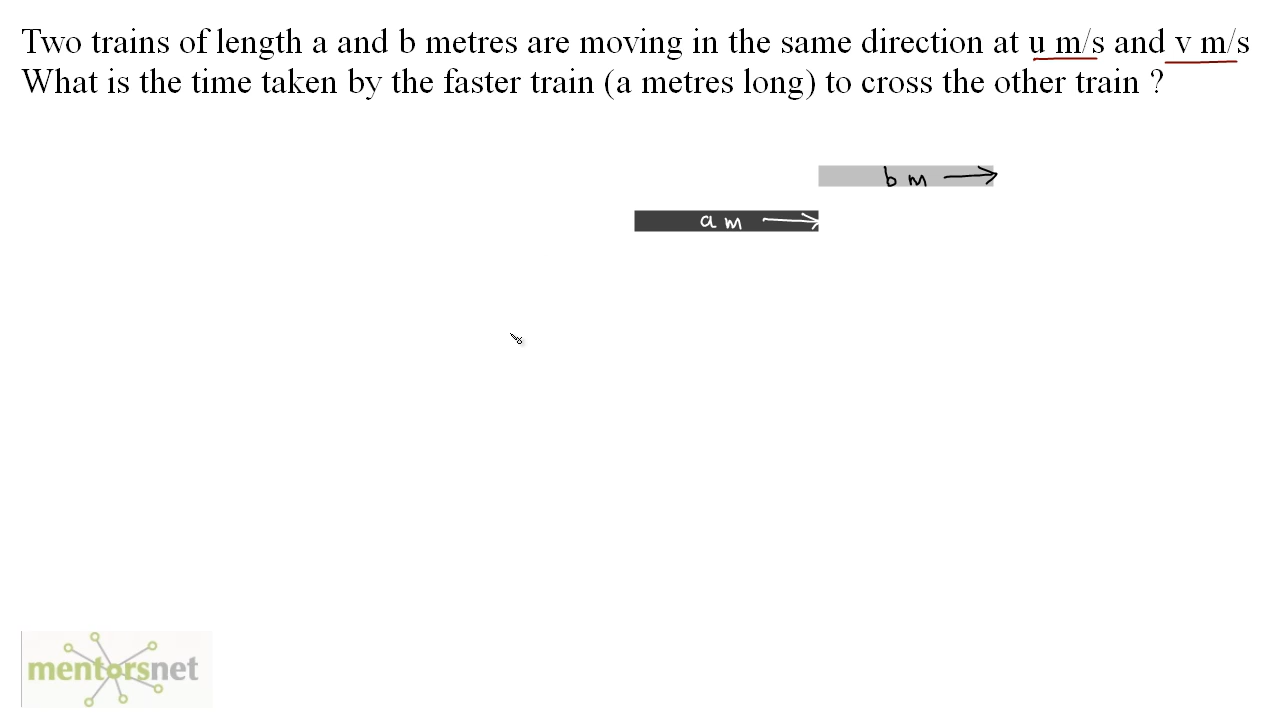 Two trains of length a and b metres are moving in the same direction at u m/s and v m/s
What is the time taken by the faster train (a metres long) to cross the other train ?
b m
a m
mentorsnet